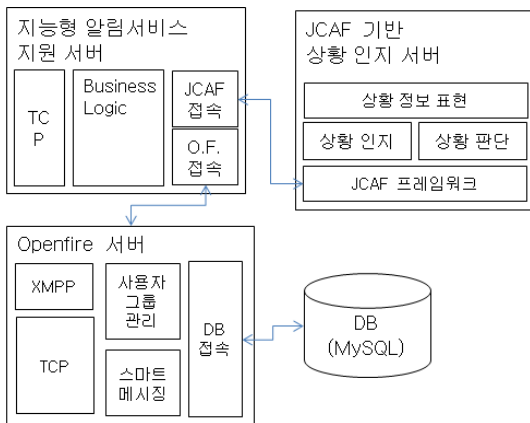 지능형 알림서비스
지원 서버
TC
P
Business
Logic
JCAF
접속
O.F.
접속
JCAF 기반
상황 인지 서버
상황 정보 표현
상황 인지
상황 판단
JCAF 프레임워크
Openfire 서버
XMPP
TCP
사용자
그룹
관리
스마트
메시징
DB
접속
DB
(MySQL)